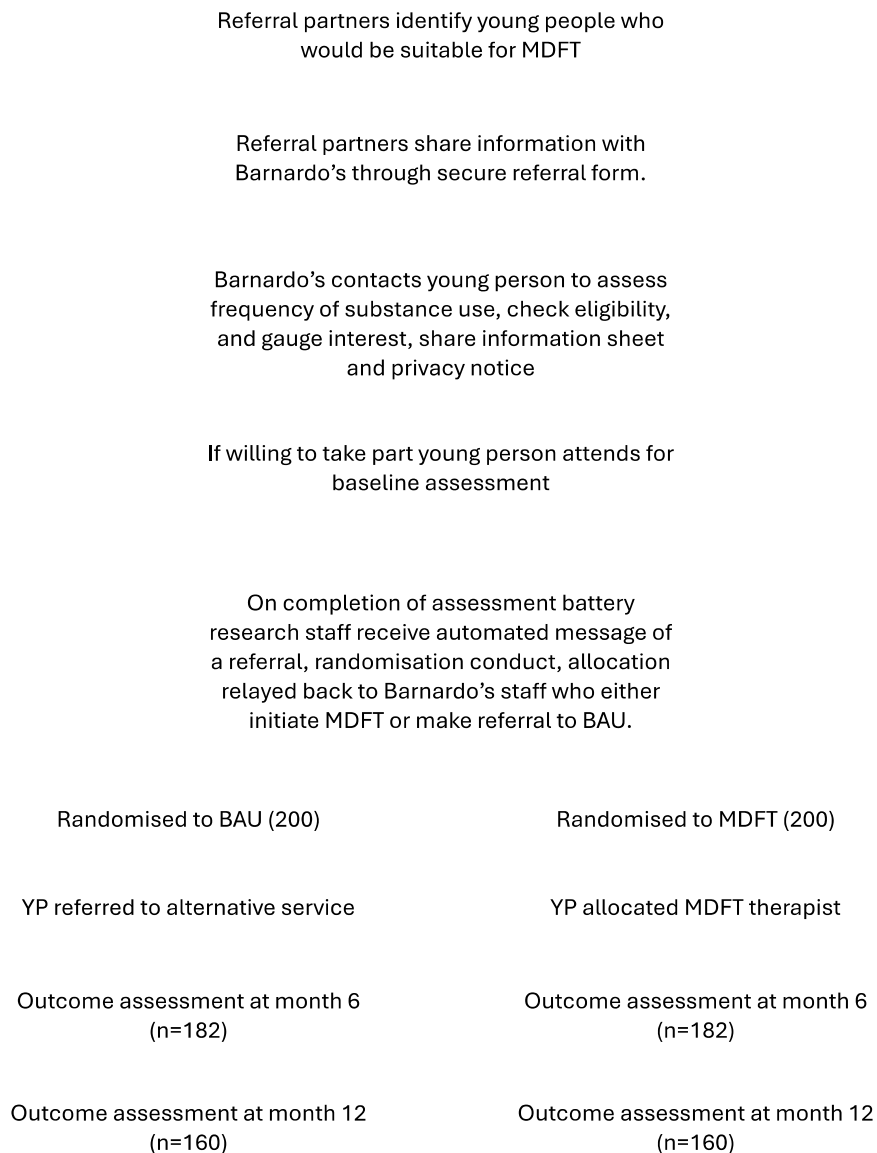 Referral partners identify young people who
would be suitable for MDFT
Referral partners share information with
Barnardo’s through secure referral form.
Barnardo’s contacts young person to assess
frequency of substance use, check eligibility,
and gauge interest, share information sheet
and privacy notice
If willing to take part young person attends for
baseline assessment
On completion of assessment battery
research staff receive automated message of
a referral, randomisation conduct, allocation
relayed back to Barnardo’s staff who either
initiate MDFT or make referral to BAU.
Randomised to BAU (200)
Randomised to MDFT (200)
YP referred to alternative service
YP allocated MDFT therapist
Outcome assessment at month 6
(n=182)
Outcome assessment at month 6
(n=182)
Outcome assessment at month 12
(n=160)
Outcome assessment at month 12
(n=160)